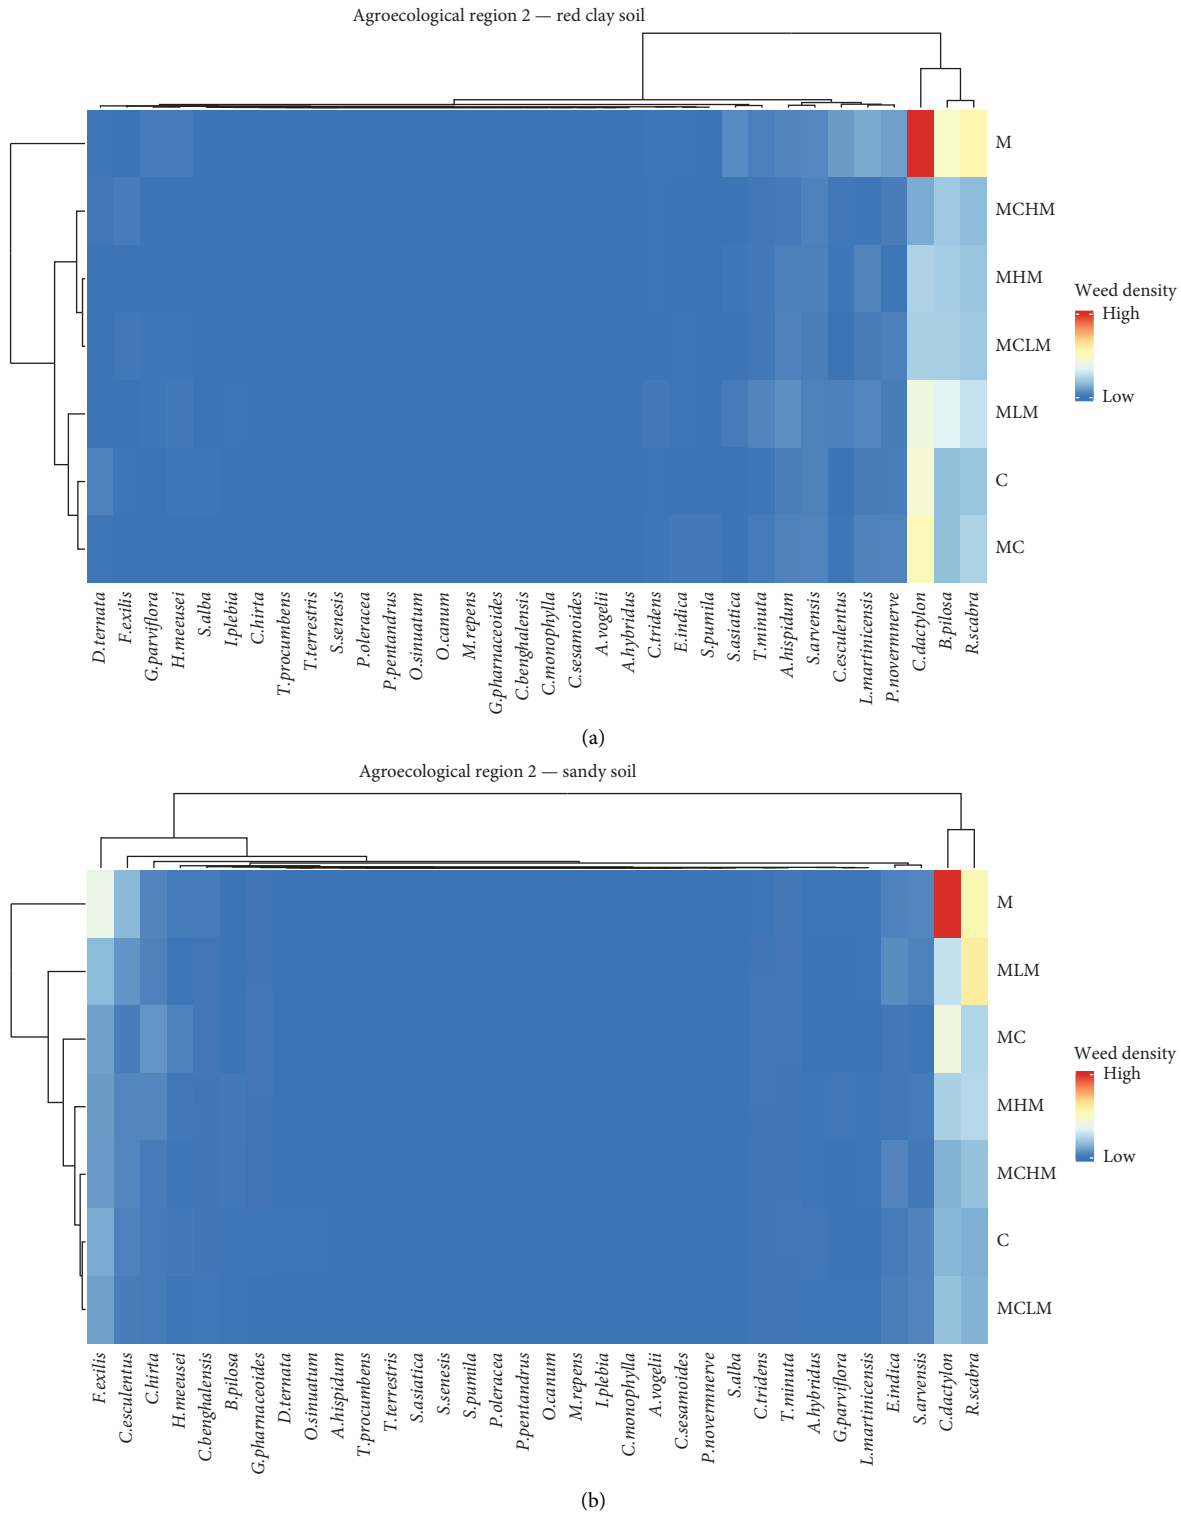 Agroecological region 2 — red clay soil
M
MCHM
MHM
MCLM
MLM
C
MC
Weed density
High
Low
D.ternata
F.exilis
G.parviflora
H.meeusei
S.alba
I.plebia
C.hirta
T.procumbens
T.terrestris
S.senesis
P.oleracea
P.pentandrus
O.sinuatum
O.canum
M.repens
G.pharnaceoides
C.benghalensis
C.monophylla
C.sesamoides
A.vogelii
A.hybridus
C.tridens
E.indica
S.pumila
S.asiatica
T.minuta
A.hispidum
S.arvensis
C.esculentus
L.martinicensis
P.novermnerve
C.dactylon
B.pilosa
R.scabra
(a)
Agroecological region 2 — sandy soil
M
MLM
MC
MHM
MCHM
C
MCLM
Weed density
High
Low
F.exilis
C.esculentus
C.hirta
H.meeusei
C.benghalensis
B.pilosa
G.pharnaceoides
D.ternata
O.sinuatum
A.hispidum
T.procumbens
T.terrestris
S.asiatica
S.senesis
S.pumila
P.oleracea
P.pentandrus
O.canum
M.repens
I.plebia
C.monophylla
A.vogelii
C.sesamoides
P.novermnerve
S.alba
C.tridens
T.minuta
A.hybridus
G.parviflora
L.martinicensis
E.indica
S.arvensis
C.dactylon
R.scabra
(b)